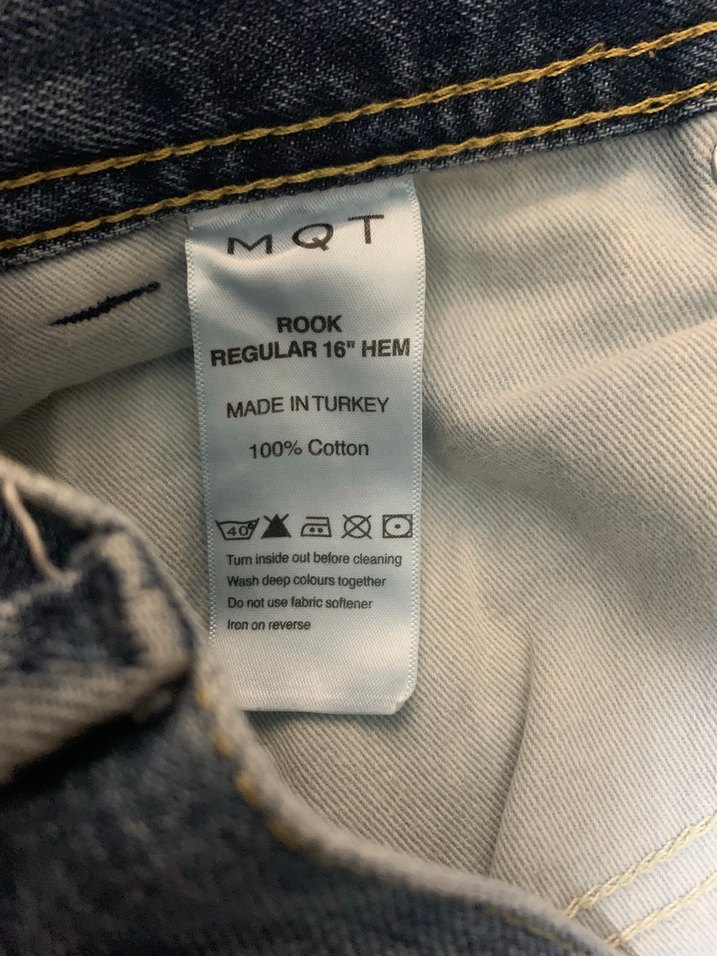 MQT
ROOK
REGULAR 16" HEM
MADE IN TURKEY
100% Cotton
40
Turn inside out before cleaning
Wash deep colours together
Do not use fabric softener
Iron on reverse